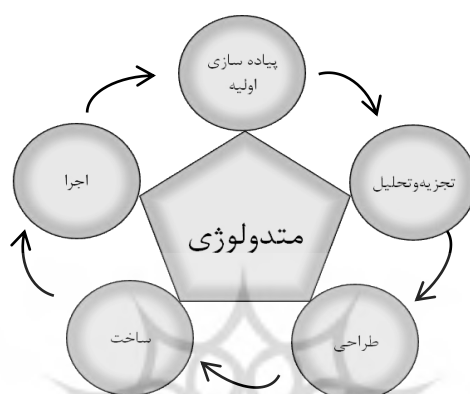 پیاده سازی
اولیه
تجزیه‌وتحلیل
طراحی
ساخت
اجرا
متدولوژی